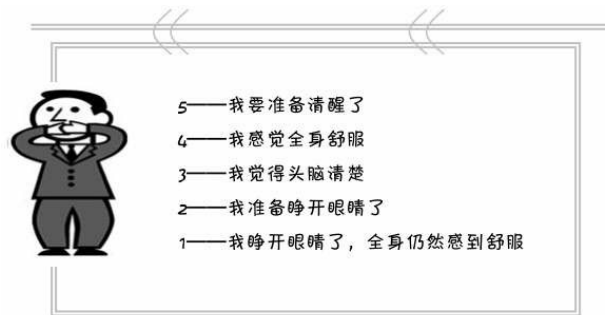 5——我要准备清醒了
4——我感觉全身舒服
3——我觉得头脑清楚
2——我准备睁开眼睛了
1——我睁开眼睛了，全身仍然感到舒服